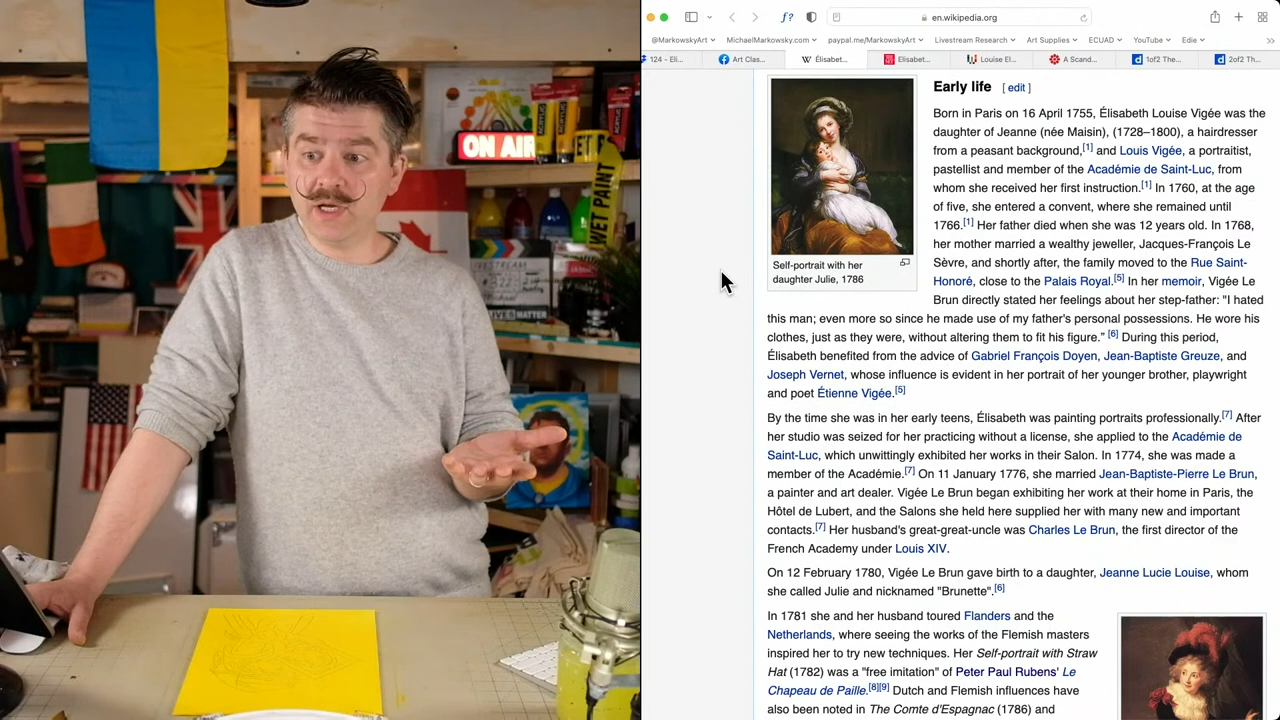 ON AIR
WET PAINT
LIVESTREAM
LIVES MATTER
en.wikipedia.org
@MarkowskyArt
MichaelMarkowsky.com
paypal.me/MarkowskyArt
Livestream Research
Art Supplies
ECUAD
YouTube
Edie
124 - Eli...
Art Clas...
Élisabet...
Elisabet...
Louise El...
A Scand...
1of2 The...
2of2 The...
Early life [ edit ]
Born in Paris on 16 April 1755, Élisabeth Louise Vigée was the
daughter of Jeanne (née Maisin), (1728–1800), a hairdresser
from a peasant background,[1] and Louis Vigée, a portraitist,
pastellist and member of the Académie de Saint-Luc, from
whom she received her first instruction.[1] In 1760, at the age
of five, she entered a convent, where she remained until
1766.[1] Her father died when she was 12 years old. In 1768,
her mother married a wealthy jeweller, Jacques-François Le
Sèvre, and shortly after, the family moved to the Rue Saint-
Honoré, close to the Palais Royal.[5] In her memoir, Vigée Le
Brun directly stated her feelings about her step-father: "I hated
this man; even more so since he made use of my father's personal possessions. He wore his
clothes, just as they were, without altering them to fit his figure." [6] During this period,
Élisabeth benefited from the advice of Gabriel François Doyen, Jean-Baptiste Greuze, and
Joseph Vernet, whose influence is evident in her portrait of her younger brother, playwright
and poet Étienne Vigée.[5]
Self-portrait with her
daughter Julie, 1786
By the time she was in her early teens, Élisabeth was painting portraits professionally.[7] After
her studio was seized for her practicing without a license, she applied to the Académie de
Saint-Luc, which unwittingly exhibited her works in their Salon. In 1774, she was made a
member of the Académie.[7] On 11 January 1776, she married Jean-Baptiste-Pierre Le Brun,
a painter and art dealer. Vigée Le Brun began exhibiting her work at their home in Paris, the
Hôtel de Lubert, and the Salons she held here supplied her with many new and important
contacts.[7] Her husband's great-great-uncle was Charles Le Brun, the first director of the
French Academy under Louis XIV.
On 12 February 1780, Vigée Le Brun gave birth to a daughter, Jeanne Lucie Louise, whom
she called Julie and nicknamed "Brunette".[6]
In 1781 she and her husband toured Flanders and the
Netherlands, where seeing the works of the Flemish masters
inspired her to try new techniques. Her Self-portrait with Straw
Hat (1782) was a "free imitation" of Peter Paul Rubens' Le
Chapeau de Paille.[8][9] Dutch and Flemish influences have
also been noted in The Comte d'Espagnac (1786) and